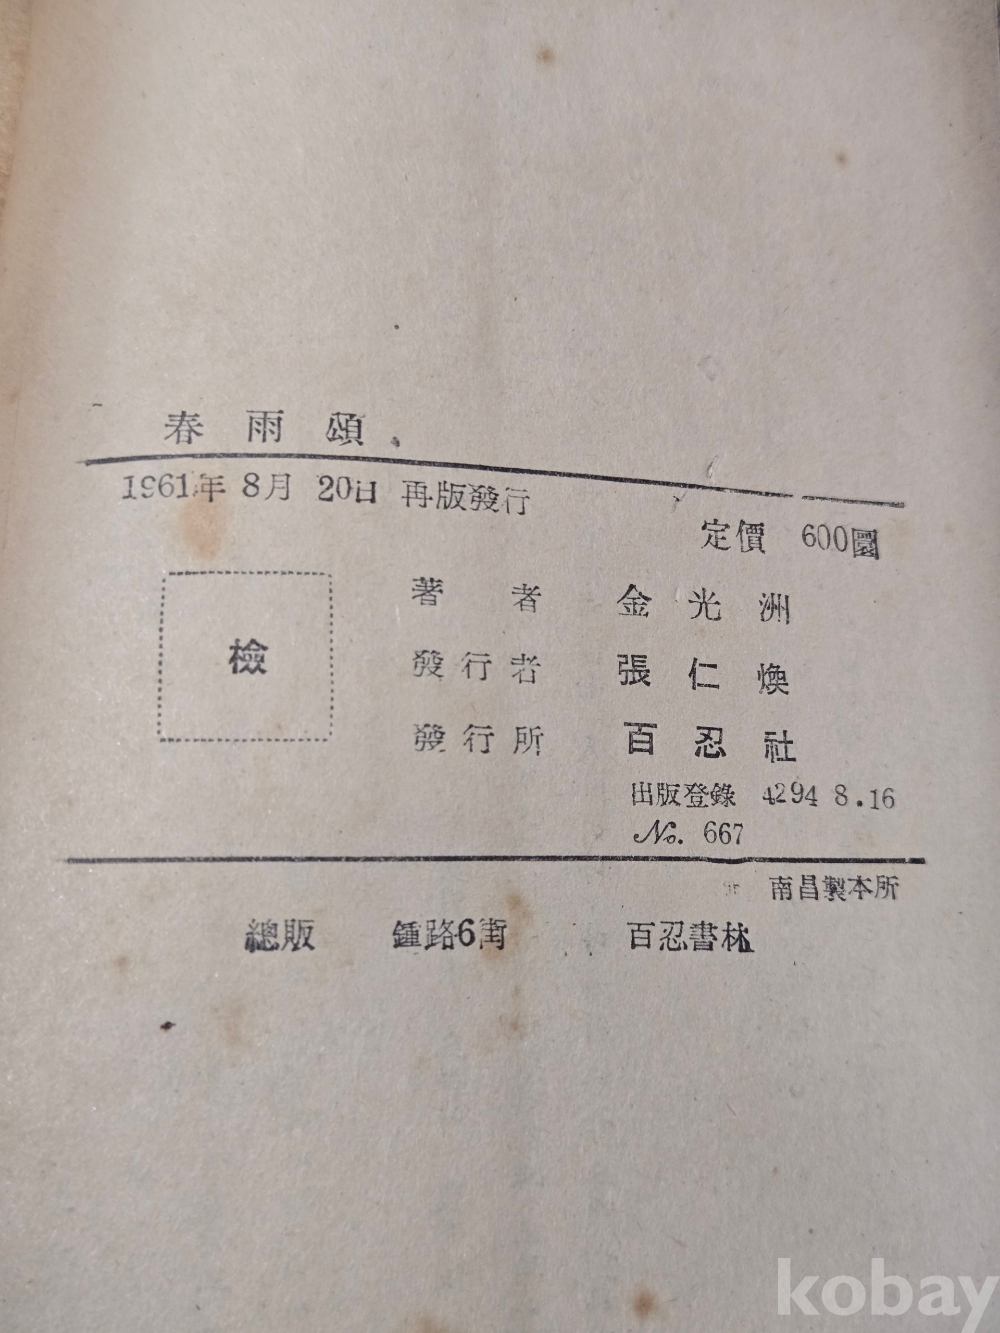 春雨頌
1961年 8月 20日 再版發行
定價 600圜
檢
著者 金光洲
發行者 張仁煥
發行所 百忍社
出版登錄 4294 8.16
No. 667
南昌製本所
總販 鍾路6街 百忍書林
kobay